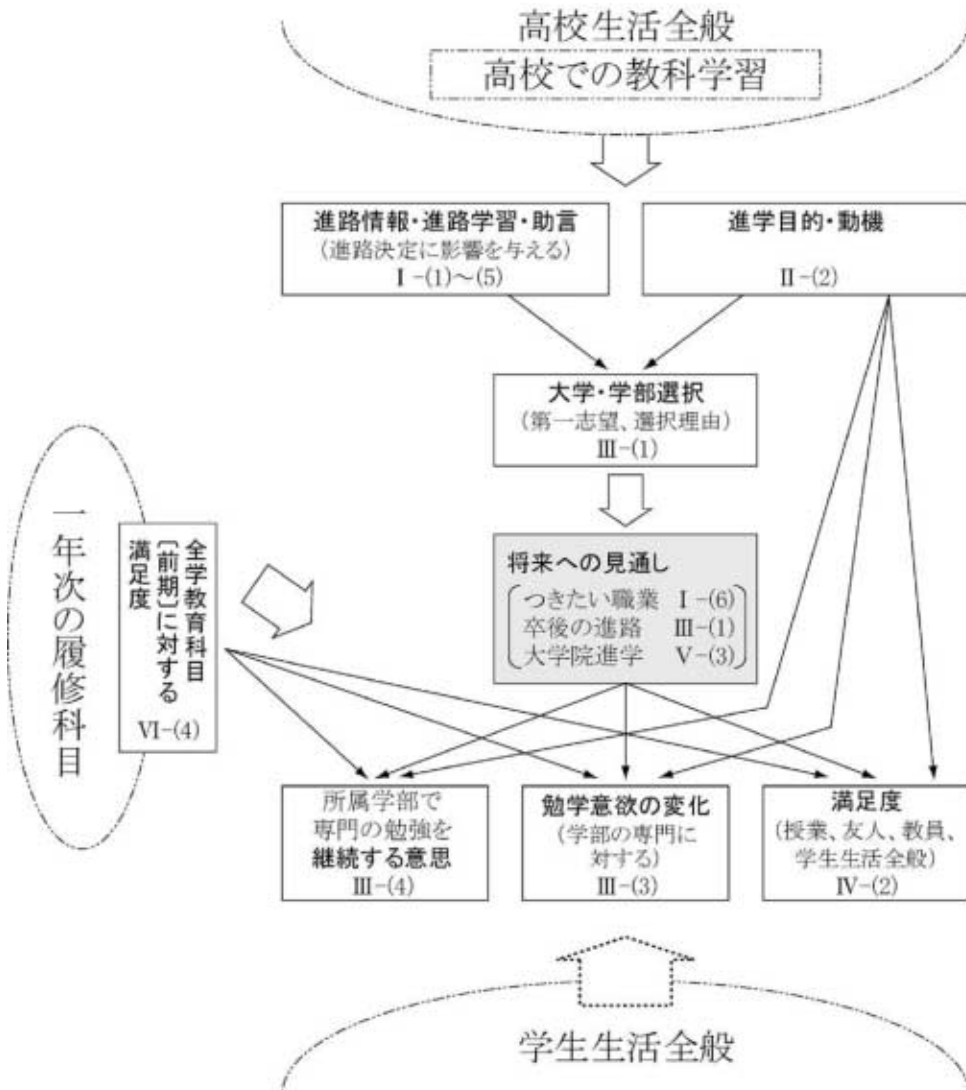 高校生活全般
高校での教科学習
進路情報・進路学習・助言
(進路決定に影響を与える)
Ⅰ-(1)～(5)
進学目的・動機
Ⅱ-(2)
大学・学部選択
(第一志望、選択理由)
Ⅲ-(1)
将来への見通し
つきたい職業 Ⅰ-(6)
卒後の進路 Ⅲ-(1)
大学院進学 Ⅴ-(3)
一年次の履修科目
全学教育科目
〔前期〕に対する
満足度
Ⅵ-(4)
所属学部で
専門の勉強を
継続する意思
Ⅲ-(4)
勉学意欲の変化
(学部の専門に
対する)
Ⅲ-(3)
満足度
(授業、友人、教員、
学生生活全般)
Ⅳ-(2)
学生生活全般